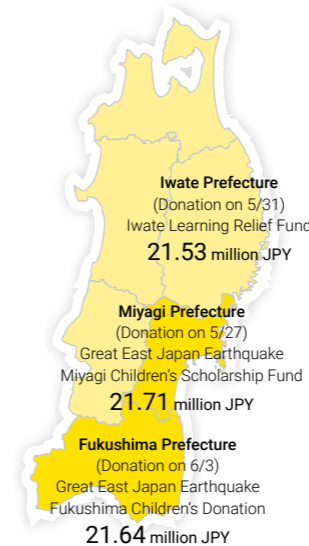 Iwate Prefecture
(Donation on 5/31)
Iwate Learning Relief Fund
21.53 million JPY
Miyagi Prefecture
(Donation on 5/27)
Great East Japan Earthquake
Miyagi Children's Scholarship Fund
21.71 million JPY
Fukushima Prefecture
(Donation on 6/3)
Great East Japan Earthquake
Fukushima Children's Donation
21.64 million JPY